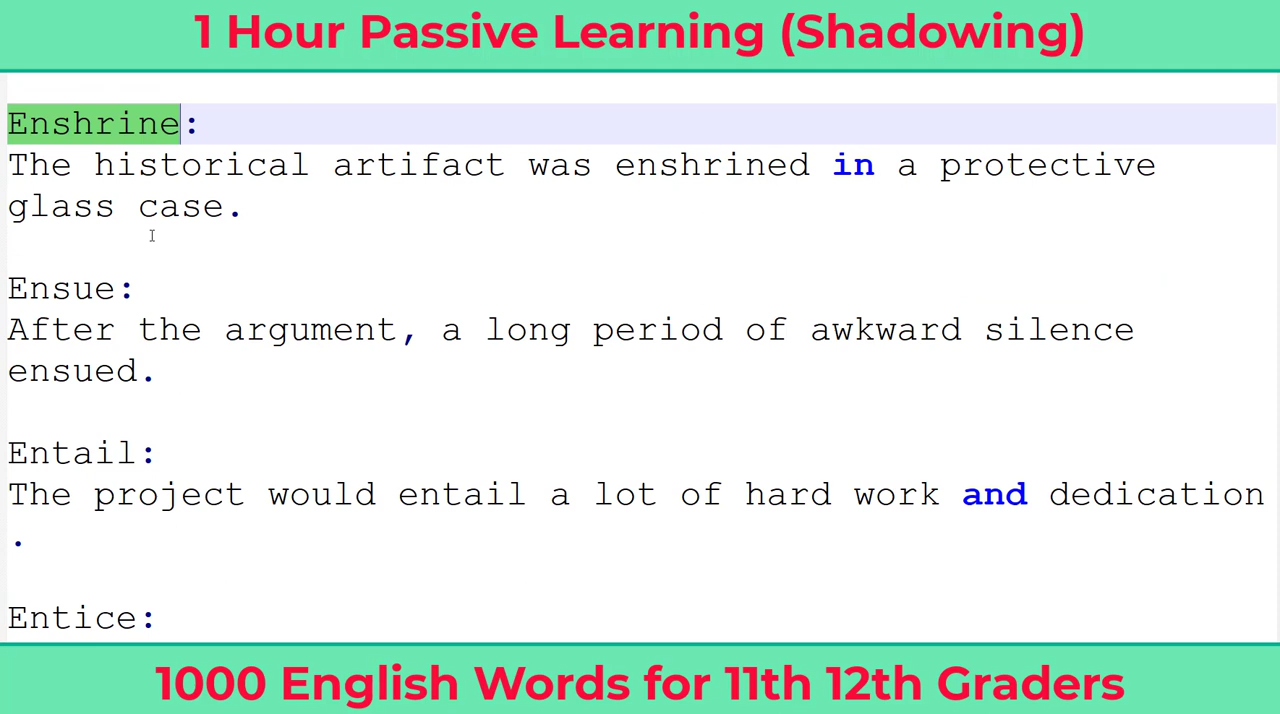 1 Hour Passive Learning (Shadowing)
Enshrine:
The historical artifact was enshrined in a protective
glass case.
Ensue:
After the argument, a long period of awkward silence
ensued.
Entail:
The project would entail a lot of hard work and dedication
.
Entice:
1000 English Words for 11th 12th Graders